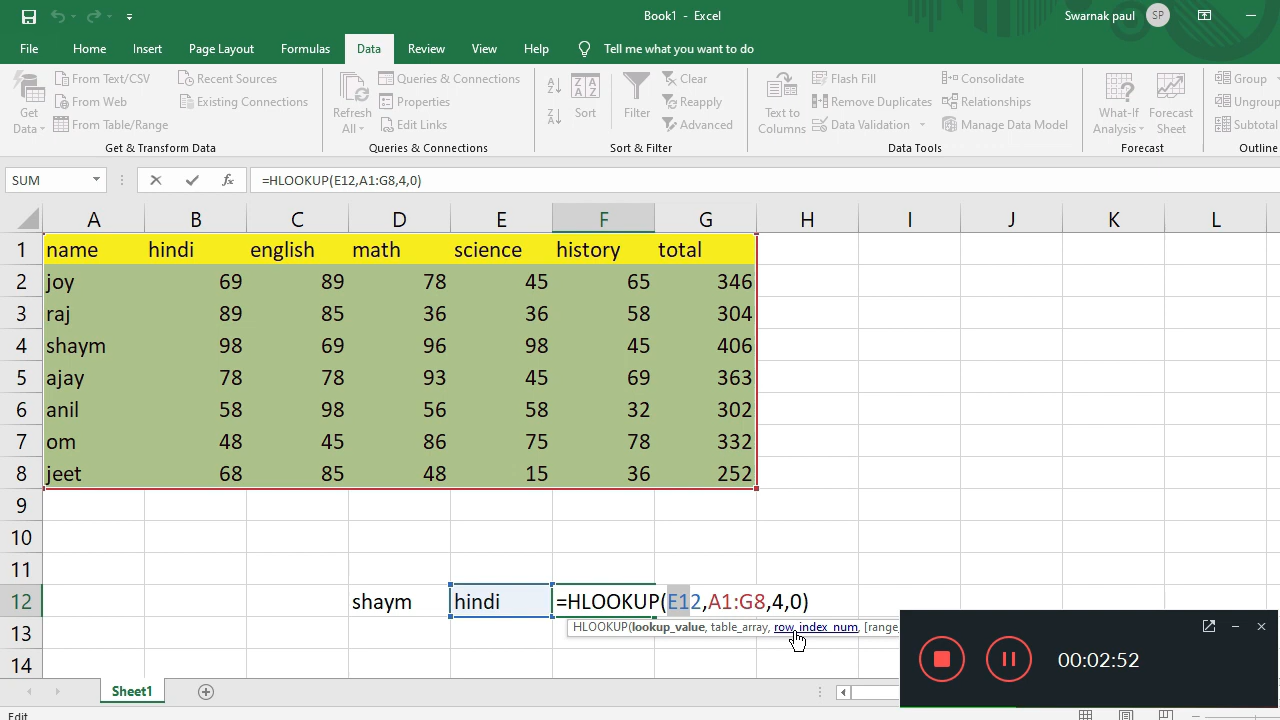 Book1 - Excel
Swarnak paul SP
File Home Insert Page Layout Formulas Data Review View Help Tell me what you want to do
From Text/CSV Recent Sources Queries & Connections Clear Flash Fill Consolidate Group
From Web Existing Connections Properties Reapply Remove Duplicates Relationships Ungroup
From Table/Range Edit Links Advanced Data Validation Manage Data Model Subtotal
Get Data Refresh All Sort Filter Text to Columns What-If Analysis Forecast Sheet
Get & Transform Data Queries & Connections Sort & Filter Data Tools Forecast Outline
SUM fx =HLOOKUP(E12,A1:G8,4,0)
A B C D E F G H I J K L
1 name hindi english math science history total
2 joy 69 89 78 45 65 346
3 raj 89 85 36 36 58 304
4 shaym 98 69 96 98 45 406
5 ajay 78 78 93 45 69 363
6 anil 58 98 56 58 32 302
7 om 48 45 86 75 78 332
8 jeet 68 85 48 15 36 252
9
10
11
12 shaym hindi =HLOOKUP(E12,A1:G8,4,0)
13 HLOOKUP(lookup_value, table_array, row_index_num, [range_
14
00:02:52
Sheet1
Edit